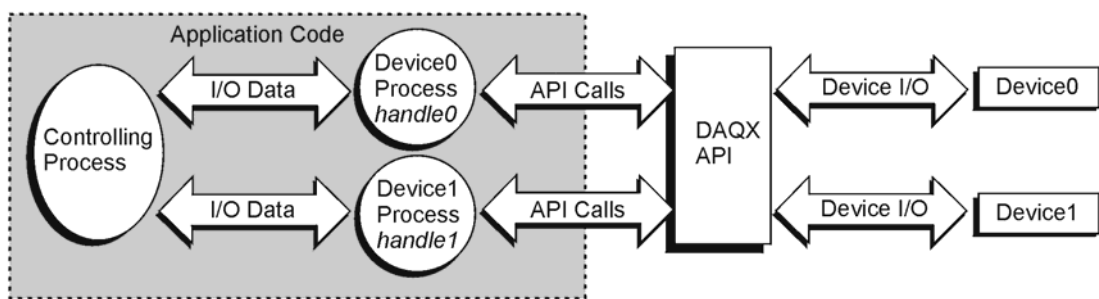 Application Code
Controlling
Process
I/O Data
Device0
Process
handle0
API Calls
DAQX
API
Device I/O
Device0
I/O Data
Device1
Process
handle1
API Calls
Device I/O
Device1